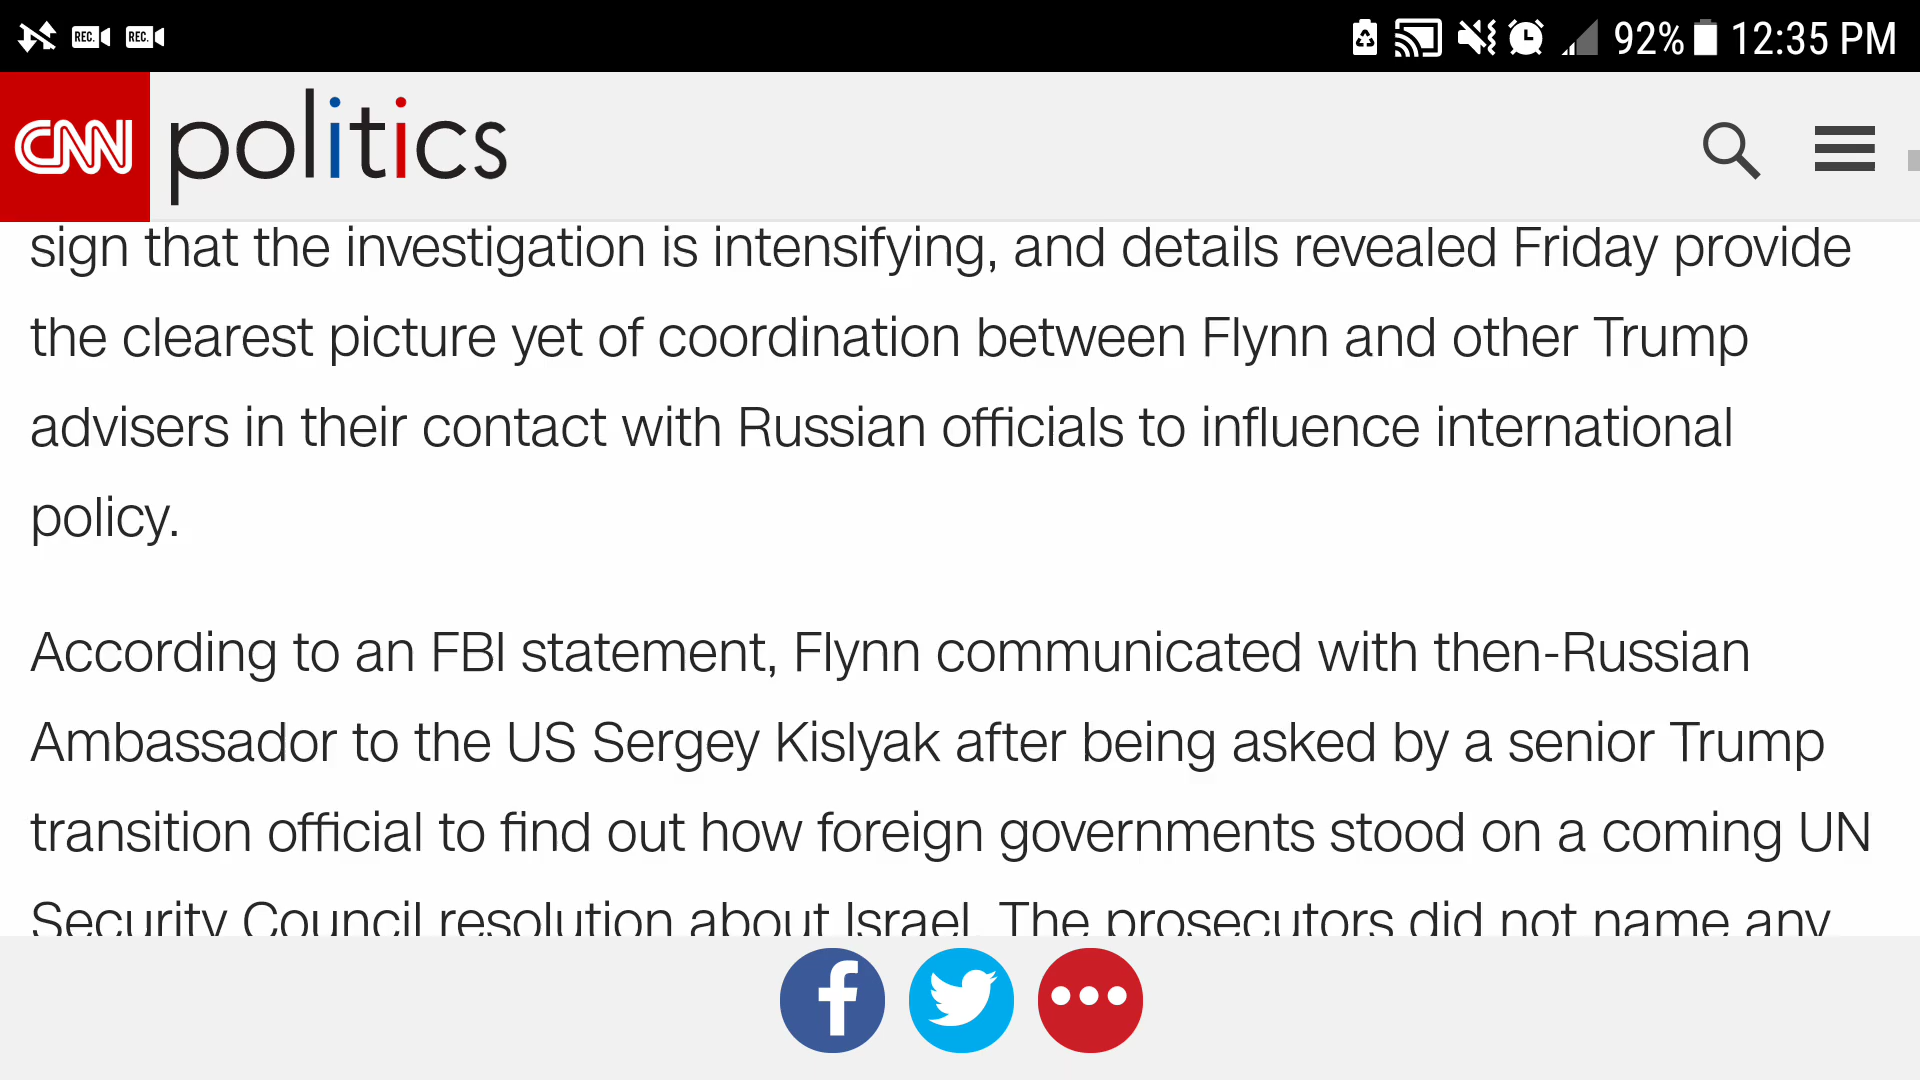 REC. REC. 92% 12:35 PM
CNN politics
sign that the investigation is intensifying, and details revealed Friday provide
the clearest picture yet of coordination between Flynn and other Trump
advisers in their contact with Russian officials to influence international
policy.
According to an FBI statement, Flynn communicated with then-Russian
Ambassador to the US Sergey Kislyak after being asked by a senior Trump
transition official to find out how foreign governments stood on a coming UN
Security Council resolution about Israel. The prosecutors did not name any